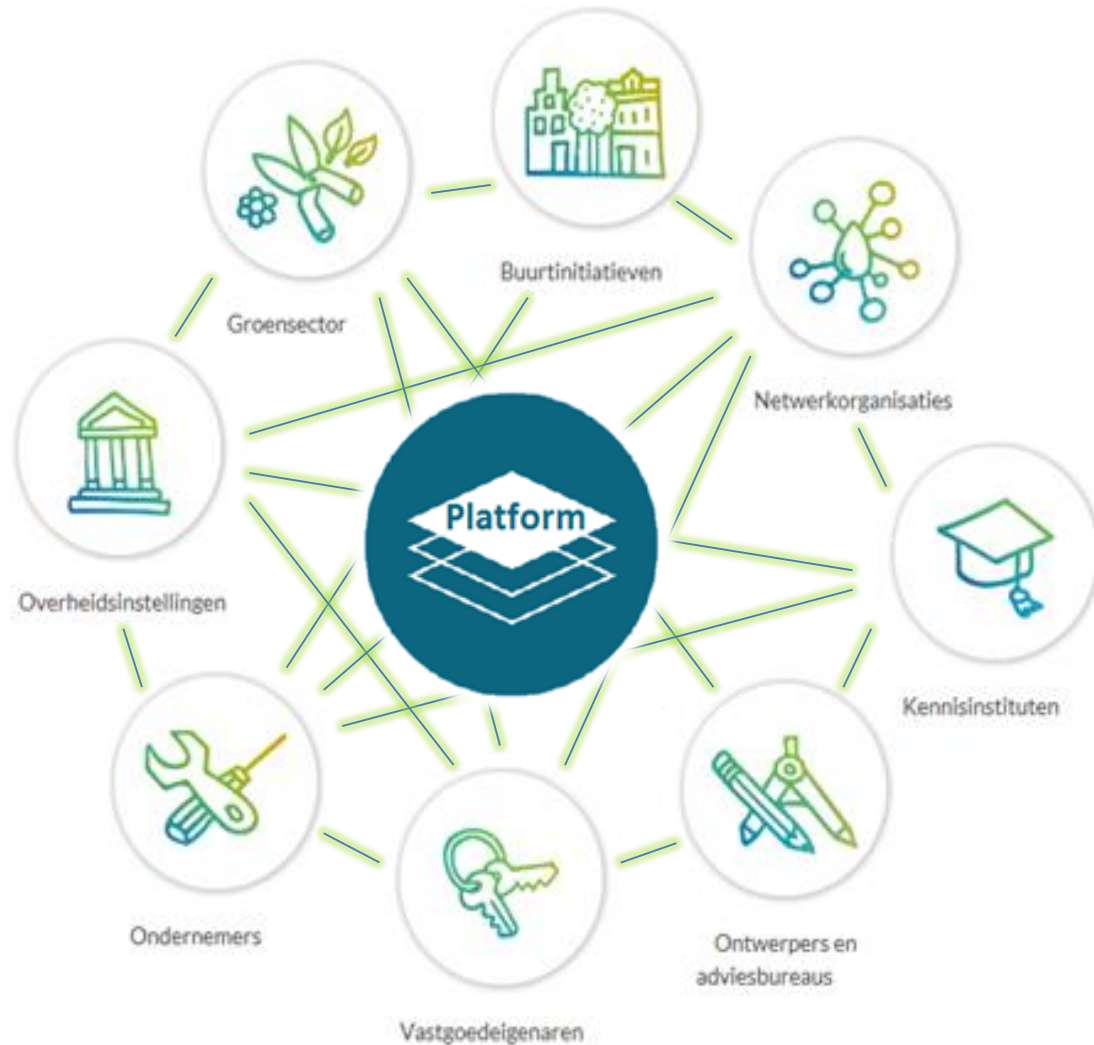 Buurtinitiatieven
Groensector
Netwerkorganisaties
Platform
Overheidsinstellingen
Kennisinstituten
Ondernemers
Ontwerpers en
adviesbureaus
Vastgoedeigenaren